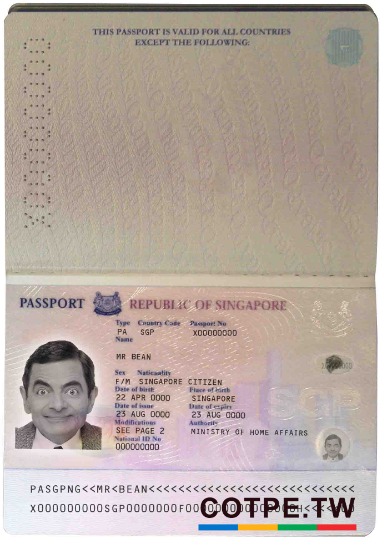 THIS PASSPORT IS VALID FOR ALL COUNTRIES
EXCEPT THE FOLLOWING:
PASSPORT REPUBLIC OF SINGAPORE
Type Country Code Passport No
PA SGP X00000000
Name
MR BEAN
Sex Nationality
F/M SINGAPORE CITIZEN
Date of birth Place of birth
22 APR 0000 SINGAPORE
Date of issue Date of expiry
23 AUG 0000 23 AUG 0000
Modifications Authority
SEE PAGE 2 MINISTRY OF HOME AFFAIRS
National ID No
000000000
PASGPNG<<MR<BEAN<<<<<<<<<<<<<<<<<<<<<<<<<<<<
COTPE.TW